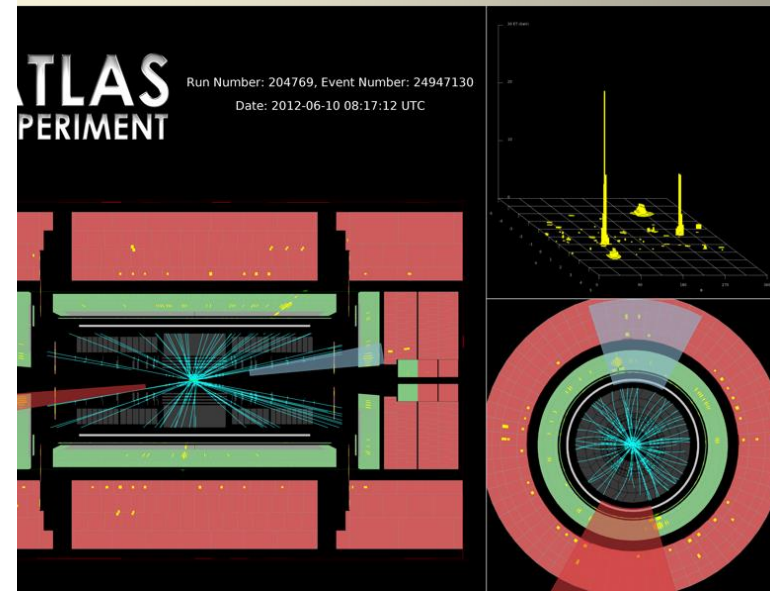 ATLAS
PERIMENT
Run Number: 204769, Event Number: 24947130
Date: 2012-06-10 08:17:12 UTC